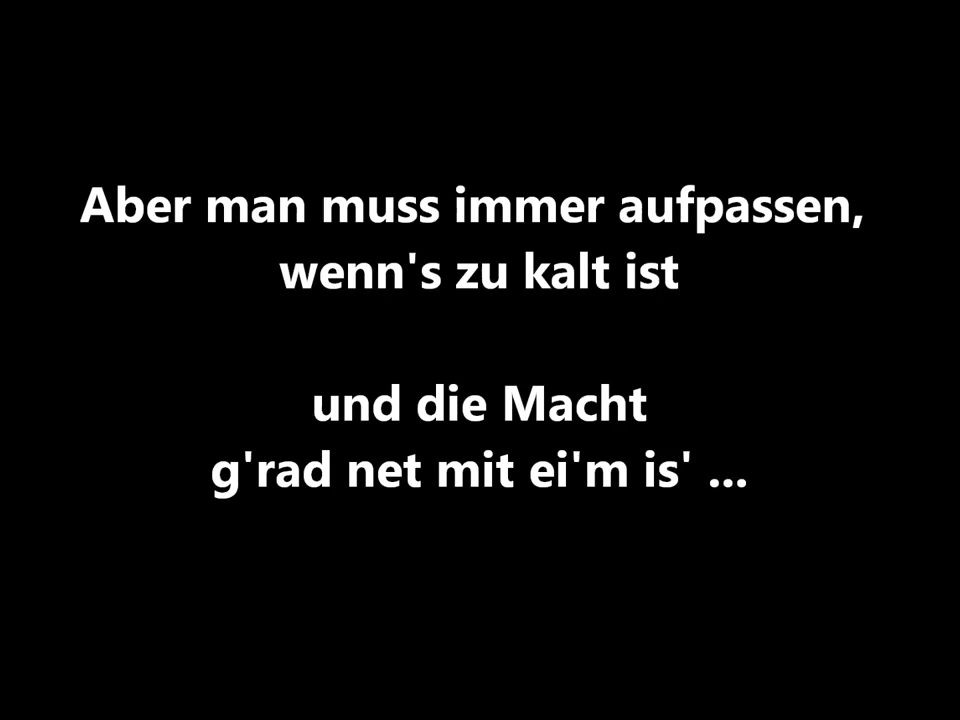 Aber man muss immer aufpassen,
wenn's zu kalt ist
und die Macht
g'rad net mit ei'm is' ...